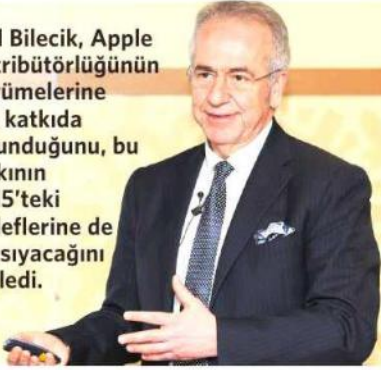 l Bilecik, Apple
tribütörlüğünün
ümelerine
katkıda
unduğunu, bu
kının
5'teki
eflerine de
sıyacağını
ledi.